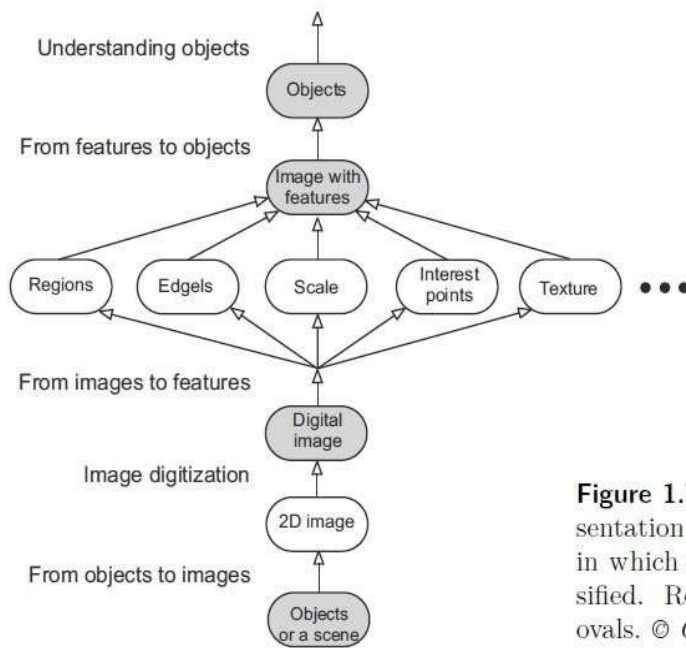 Understanding objects
Objects
From features to objects
Image with
features
Regions
Edgels
Scale
Interest
points
Texture
From images to features
Digital
image
Image digitization
2D image
From objects to images
Objects
or a scene
Figure 1.
sentation
in which
sified.
ovals. ©